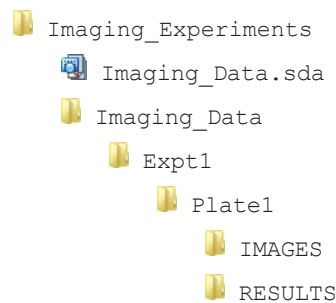 Imaging_Experiments
Imaging_Data.sda
Imaging_Data
Expt1
Plate1
IMAGES
RESULTS